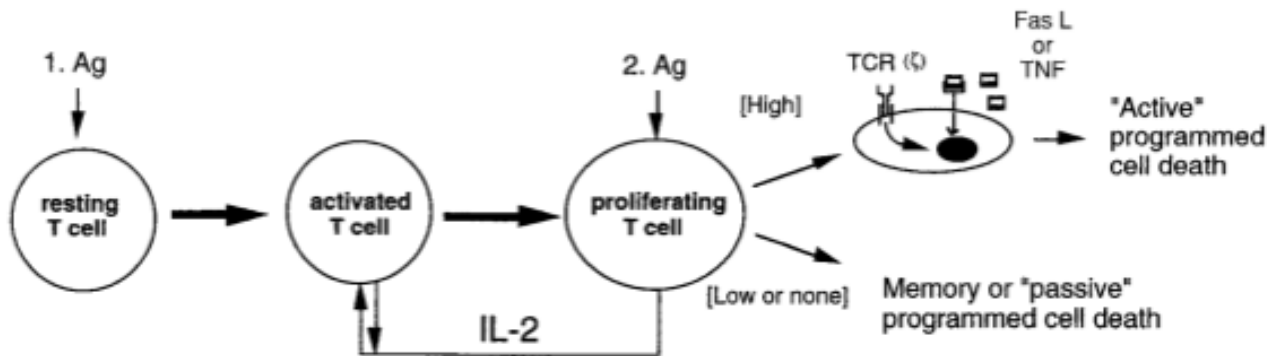 1. Ag
resting
T cell
activated
T cell
IL-2
2. Ag
proliferating
T cell
[High]
TCR (ζ)
Fas L
or
TNF
"Active"
programmed
cell death
[Low or none]
Memory or "passive"
programmed cell death